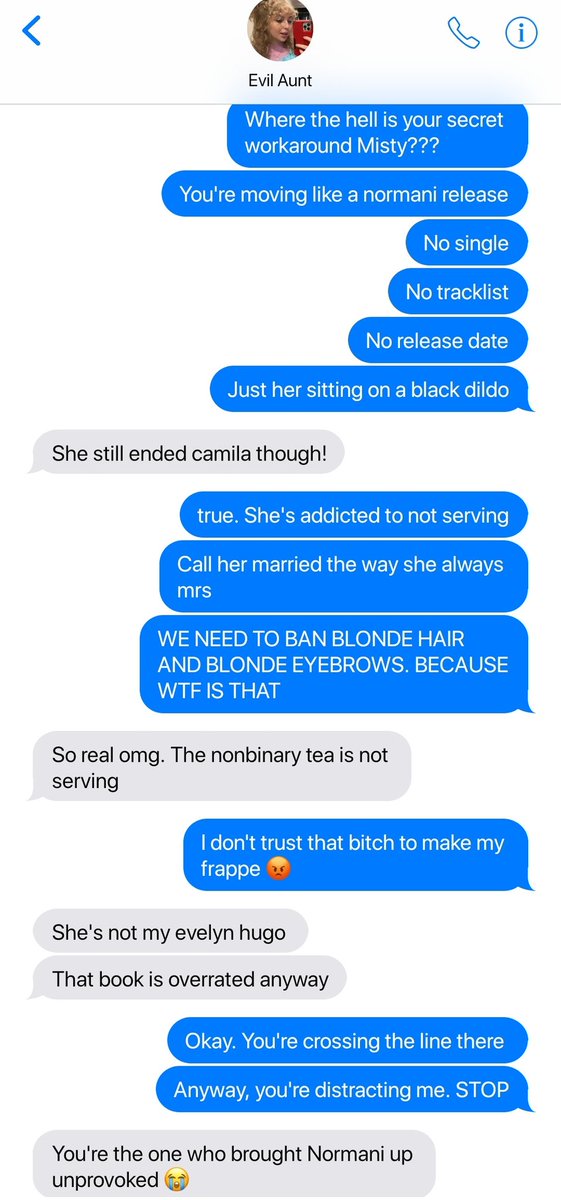 Evil Aunt
Where the hell is your secret
workaround Misty???
You're moving like a normani release
No single
No tracklist
No release date
Just her sitting on a black dildo
She still ended camila though!
true. She's addicted to not serving
Call her married the way she always
mrs
WE NEED TO BAN BLONDE HAIR
AND BLONDE EYEBROWS. BECAUSE
WTF IS THAT
So real omg. The nonbinary tea is not
serving
I don't trust that bitch to make my
frappe 😡
She's not my evelyn hugo
That book is overrated anyway
Okay. You're crossing the line there
Anyway, you're distracting me. STOP
You're the one who brought Normani up
unprovoked 😭